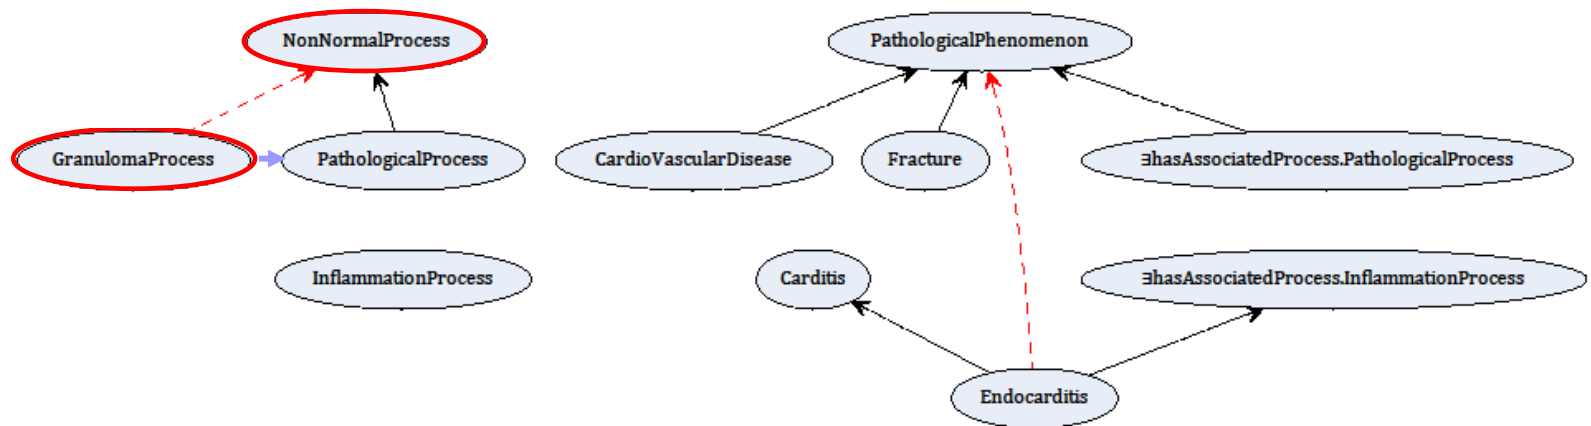 NonNormalProcess
PathologicalPhenomenon
GranulomaProcess
PathologicalProcess
CardioVascularDisease
Fracture
∃hasAssociatedProcess.PathologicalProcess
InflammationProcess
Carditis
∃hasAssociatedProcess.InflammationProcess
Endocarditis